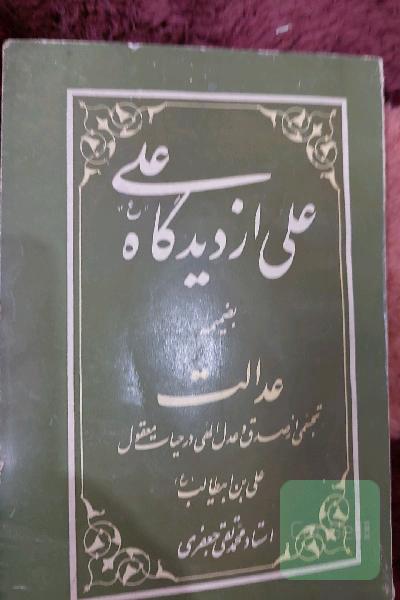 علی از دیدگاه علی (ع)
بضمیمه
عدالت
تجسمی از صدق و عدل الهی در حیات معقول
علی بن ابیطالب (ع)
استاد محمد تقی جعفری